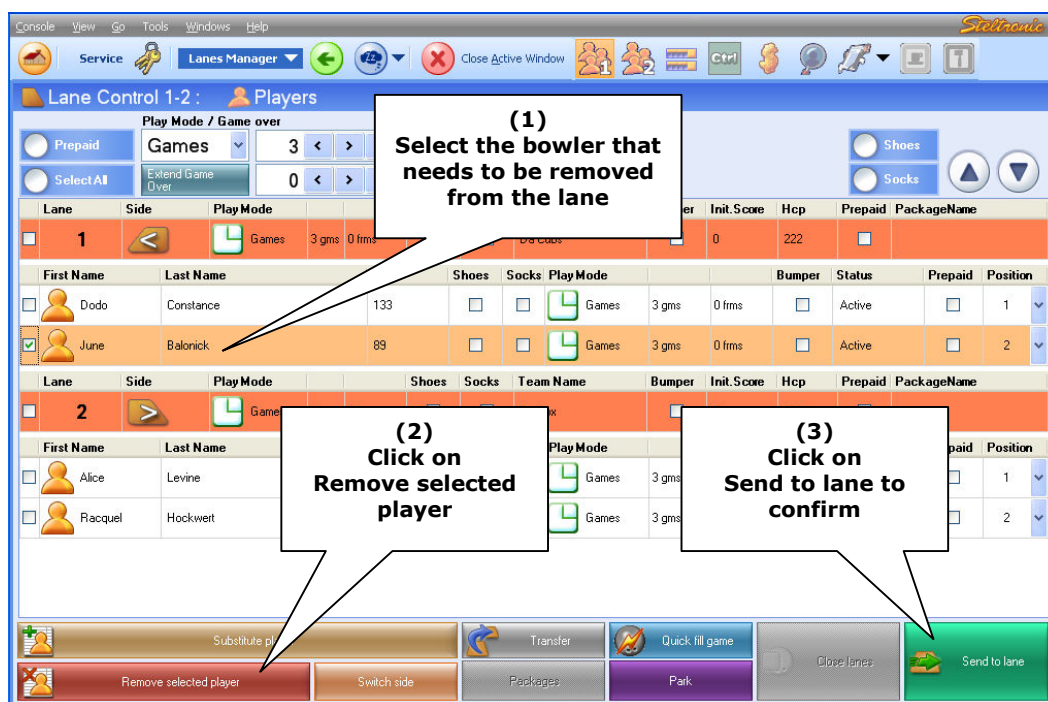 Console View Go Tools Windows Help
Steltronic
Service Lanes Manager Close Active Window 1 2 Ctrl
Lane Control 1-2 : Players
Play Mode / Game over
Prepaid Games 3 < >
Select All Extend Game Over 0 < >
Shoes
Socks
(1)
Select the bowler that
needs to be removed
from the lane
Lane Side Play Mode Init. Score Hcp Prepaid PackageName
1 < Games 3 gms 0 frms Da Cubs 0 222
First Name Last Name Shoes Socks Play Mode Bumper Status Prepaid Position
Dodo Constance 133 Games 3 gms 0 frms Active 1
June Balonick 89 Games 3 gms 0 frms Active 2
Lane Side Play Mode Shoes Socks Team Name Bumper Init. Score Hcp Prepaid PackageName
2 >
First Name Last Name Play Mode Position
Alice Levine Games 3 gms 1
Racquel Hockwert Games 3 gms 2
(2)
Click on
Remove selected
player
(3)
Click on
Send to lane to
confirm
Substitute Transfer Quick fill game Close lanes Send to lane
Remove selected player Switch side Packages Park